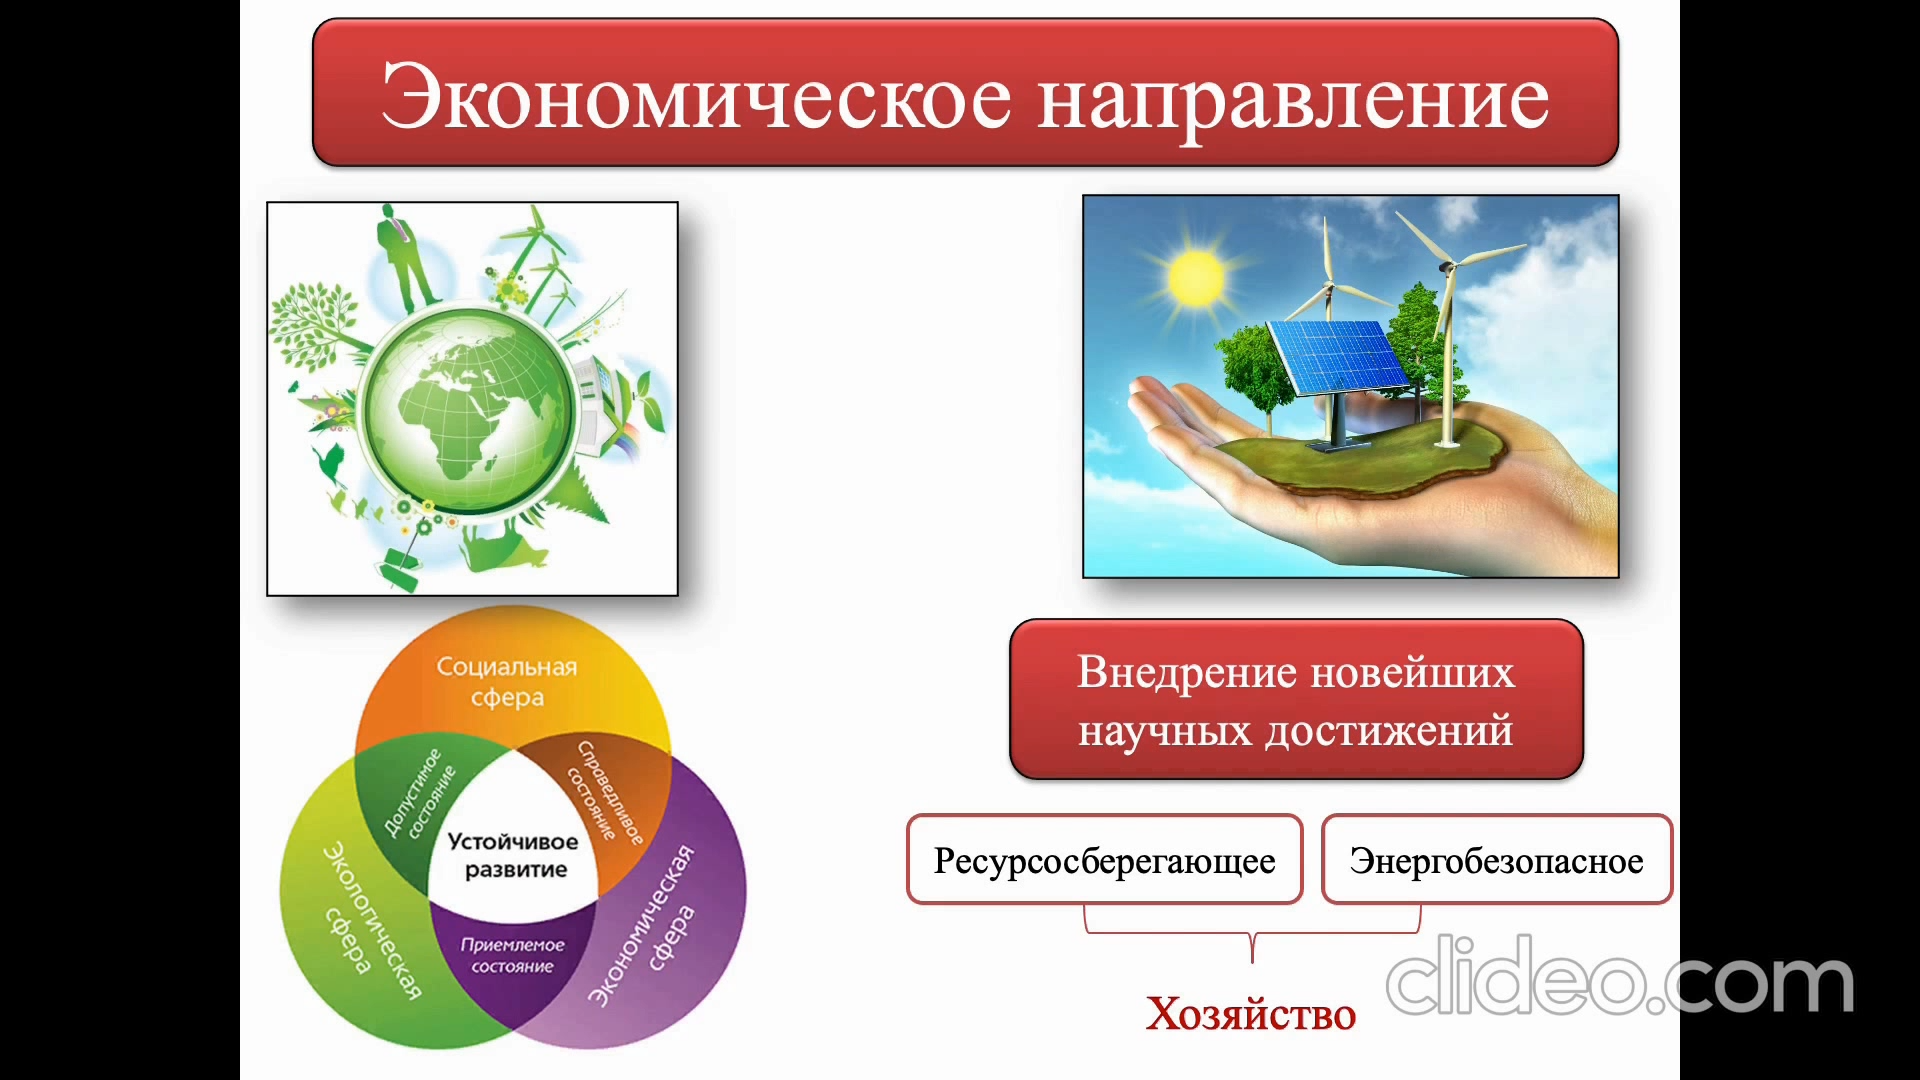 Экономическое направление
Социальная
сфера
Допустимое
состояние
Справедливое
состояние
Устойчивое
развитие
Экологическая
сфера
Экономическая
сфера
Приемлемое
состояние
Внедрение новейших
научных достижений
Ресурсосберегающее
Энергобезопасное
Хозяйство
clideo.com